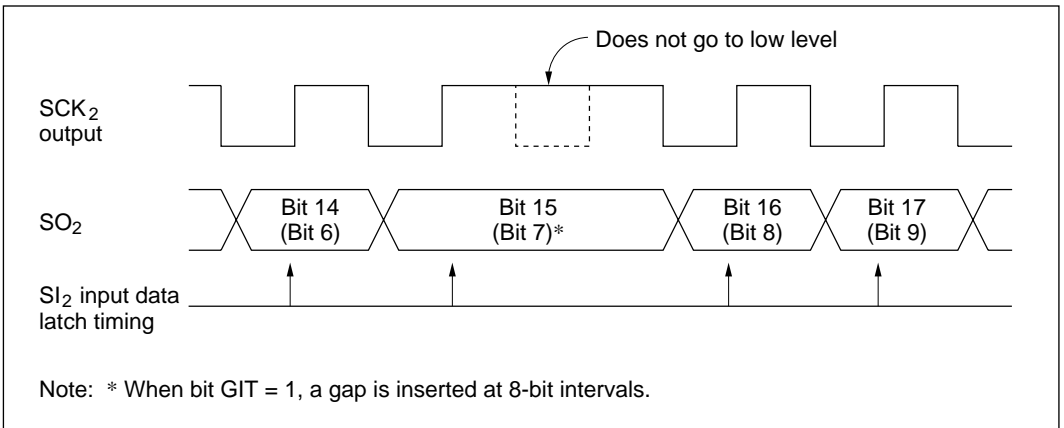 Does not go to low level
SCK2
output
SO2
Bit 14
(Bit 6)
Bit 15
(Bit 7)*
Bit 16
(Bit 8)
Bit 17
(Bit 9)
SI2 input data
latch timing
Note: * When bit GIT = 1, a gap is inserted at 8-bit intervals.